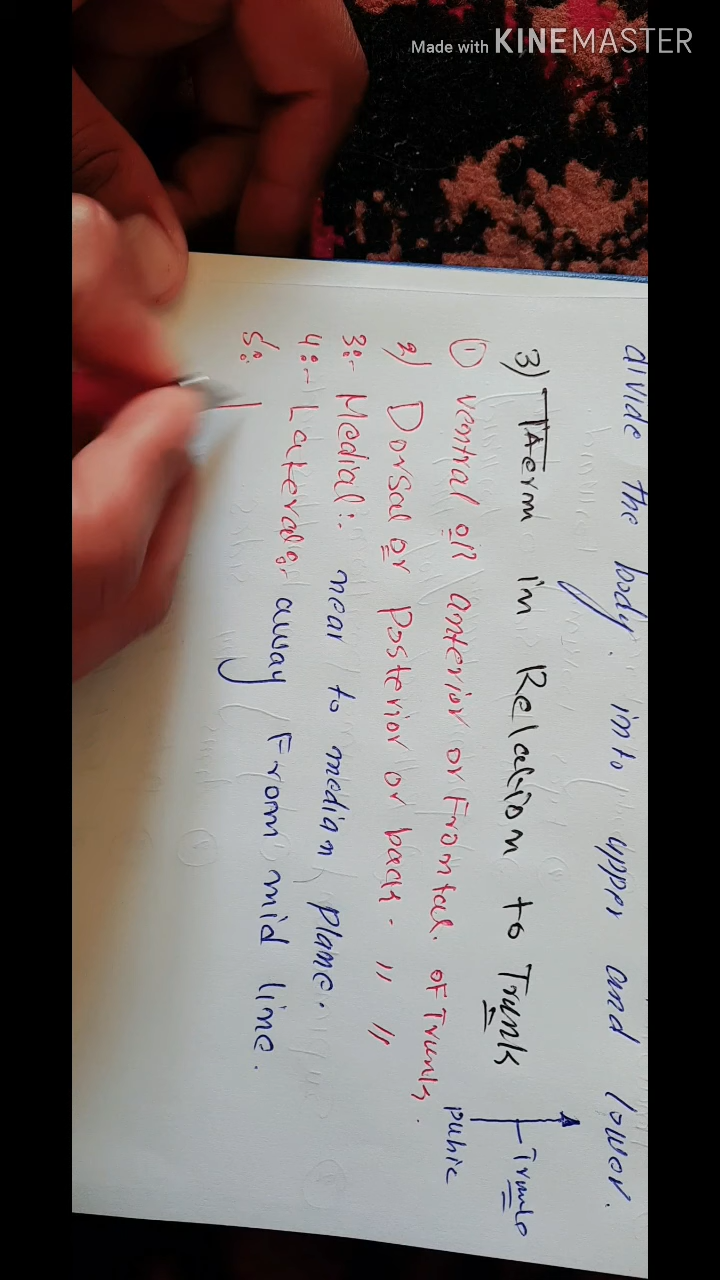 Made with KINEMASTER
divide the body. into upper and lower.
3) TAerm in Relation to Trunk
1) ventral or anterior or Frontal. of Trunk.
2) Dorsal or Posterior or back - " "
3:- Medial:. near to median plane.
4:- Lateral:. away From mid line.
5:.
Trunk
Pubic